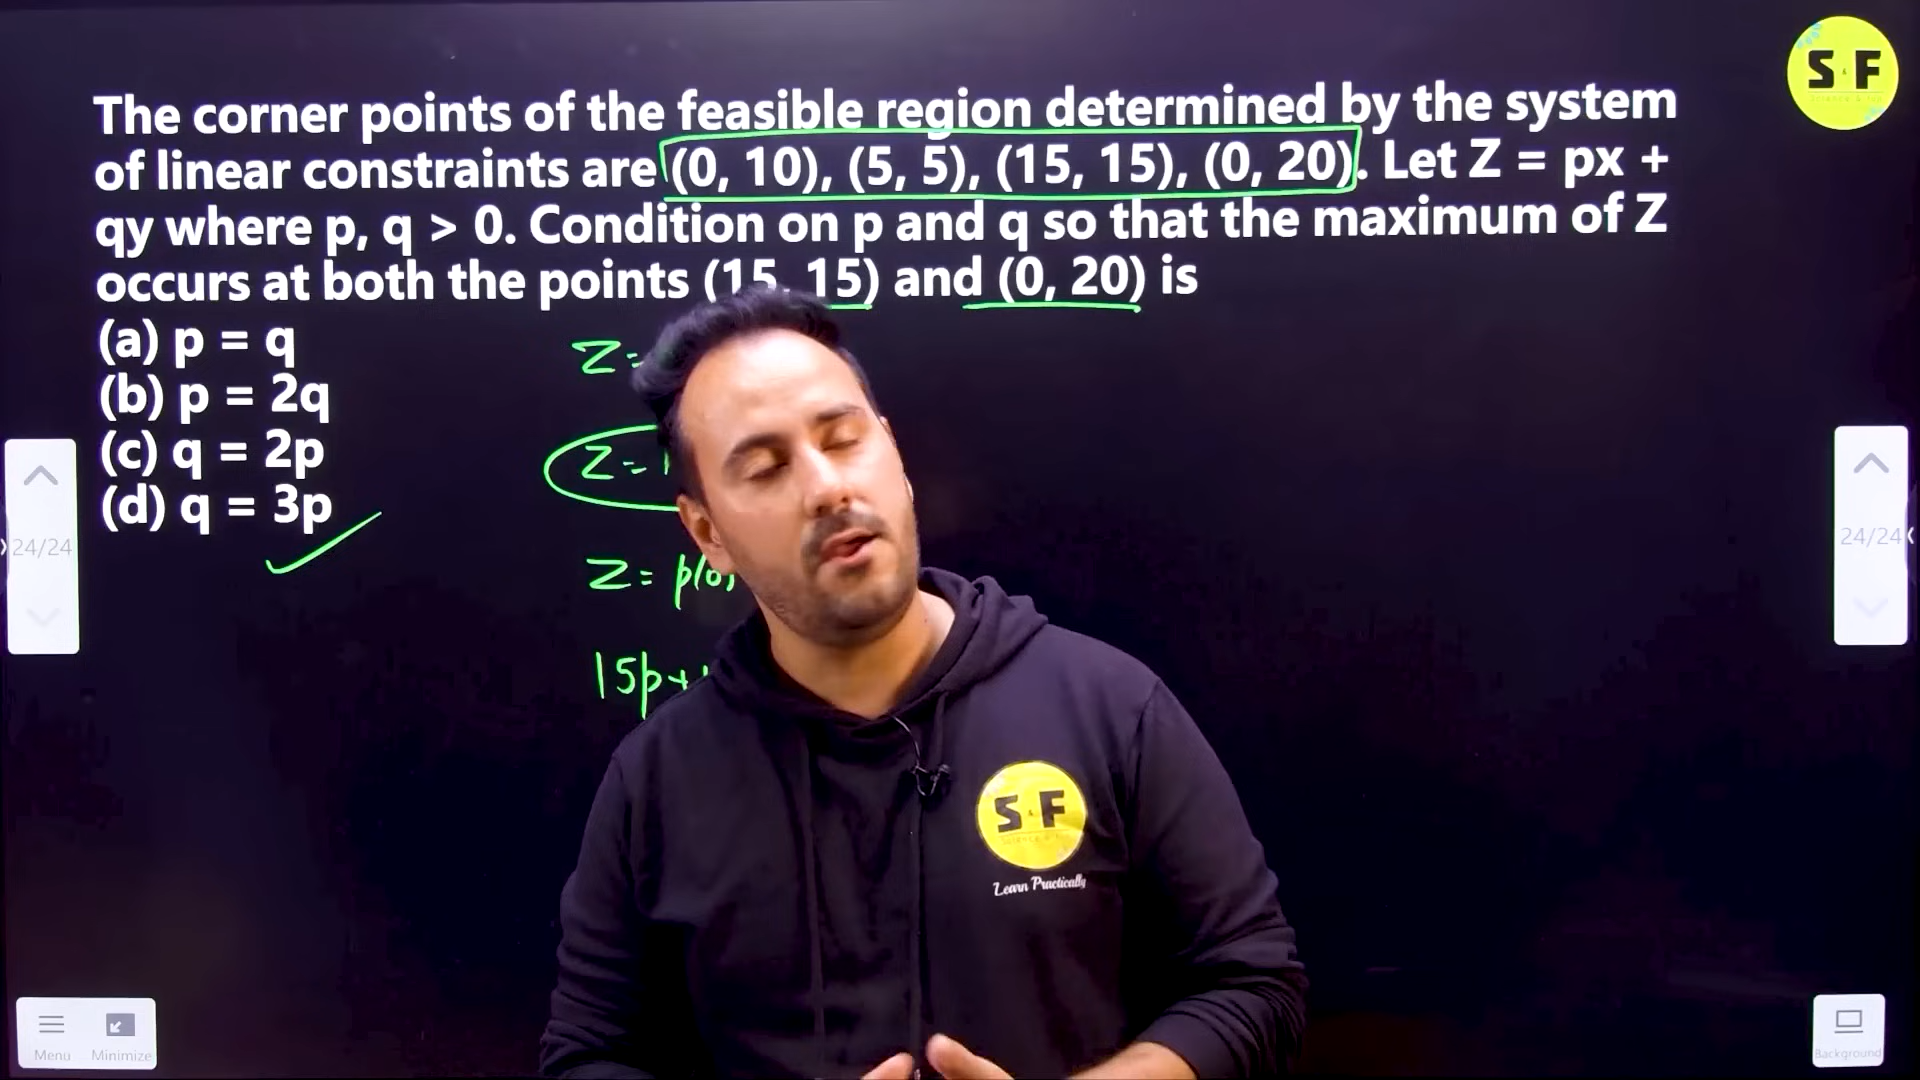 The corner points of the feasible region determined by the system
of linear constraints are (0, 10), (5, 5), (15, 15), (0, 20). Let Z = px +
qy where p, q > 0. Condition on p and q so that the maximum of Z
occurs at both the points (15, 15) and (0, 20) is
(a) p = q
(b) p = 2q
(c) q = 2p
(d) q = 3p
Z =
Z =
Z = p(0,
15p +
24/24
24/24
Menu Minimize
Background
S & F
S & F
Learn Practically